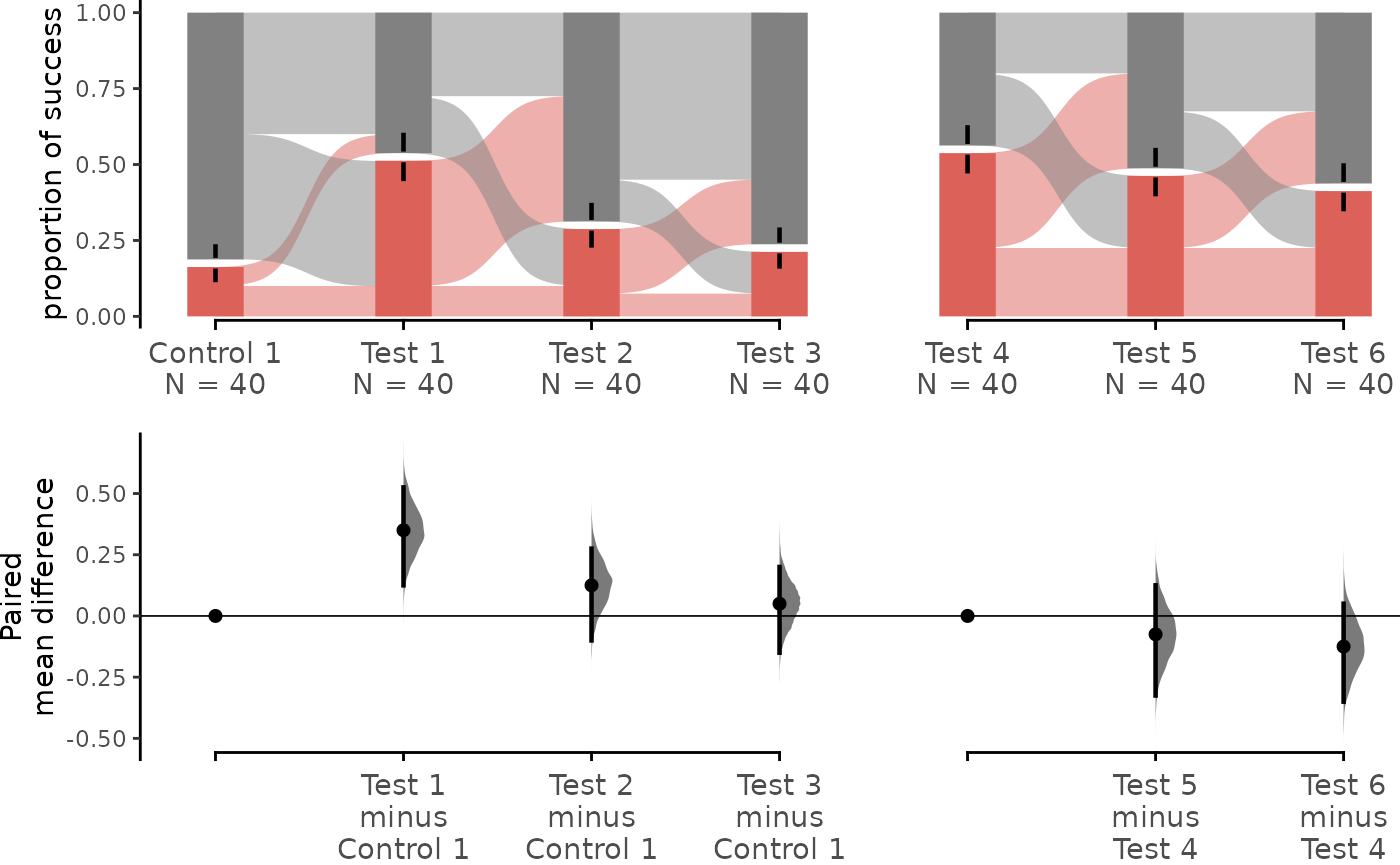 proportion of success
1.00
0.75
0.50
0.25
0.00
Control 1
N = 40
Test 1
N = 40
Test 2
N = 40
Test 3
N = 40
Test 4
N = 40
Test 5
N = 40
Test 6
N = 40
Paired
mean difference
0.50
0.25
0.00
-0.25
-0.50
Test 1
minus
Control 1
Test 2
minus
Control 1
Test 3
minus
Control 1
Test 5
minus
Test 4
Test 6
minus
Test 4